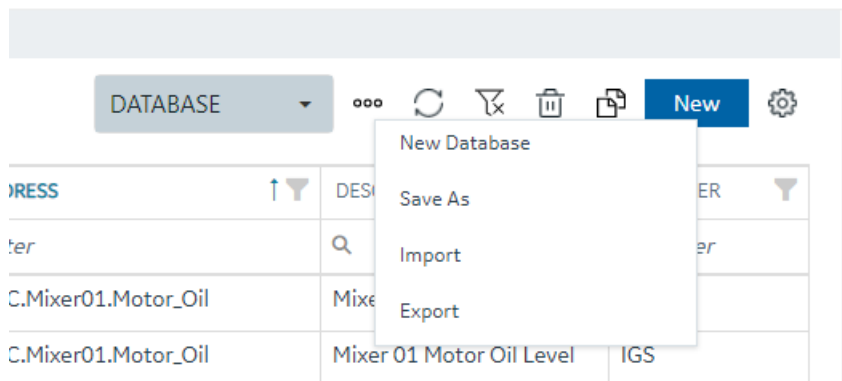 DATABASE
New
New Database
Save As
Import
Export
DRESS
DES
ER
ter
er
C.Mixer01.Motor_Oil
Mixe
C.Mixer01.Motor_Oil
Mixer 01 Motor Oil Level
IGS